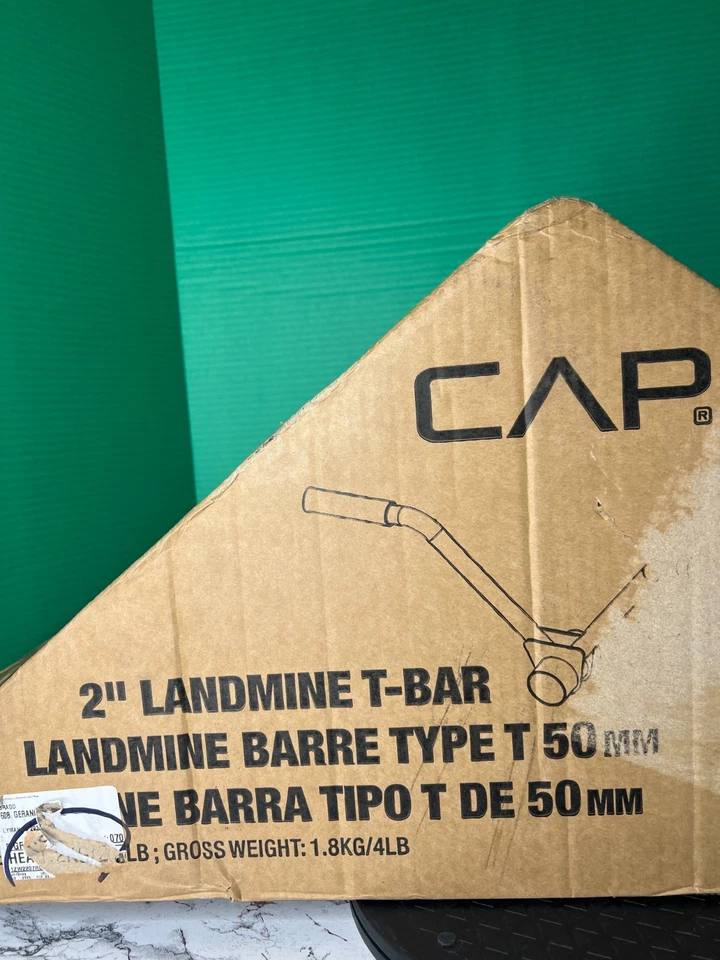 CAP®
2" LANDMINE T-BAR
LANDMINE BARRE TYPE T 50 MM
NE BARRA TIPO T DE 50 MM
LB ; GROSS WEIGHT: 1.8KG/4LB
070